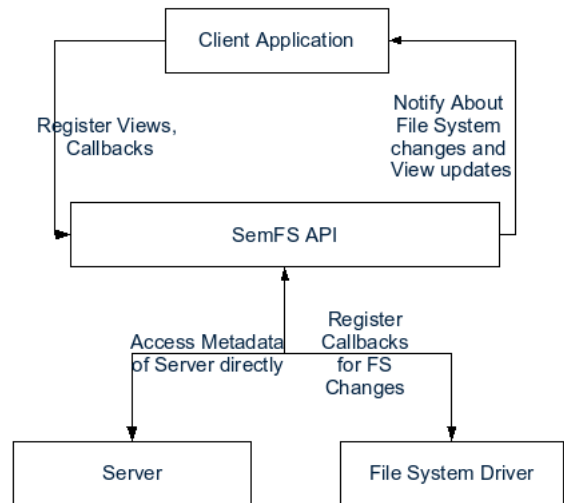 Client Application
Register Views,
Callbacks
Notify About
File System
changes and
View updates
SemFS API
Access Metadata
of Server directly
Register
Callbacks
for FS
Changes
Server
File System Driver